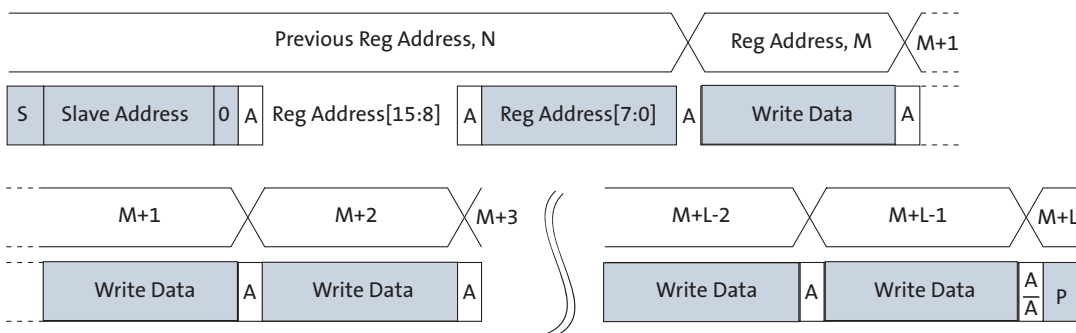 Previous Reg Address, N Reg Address, M M+1
S Slave Address 0 A Reg Address[15:8] A Reg Address[7:0] A Write Data A
M+1 M+2 M+3 M+L-2 M+L-1 M+L
Write Data A Write Data A Write Data A Write Data A/A̅ P